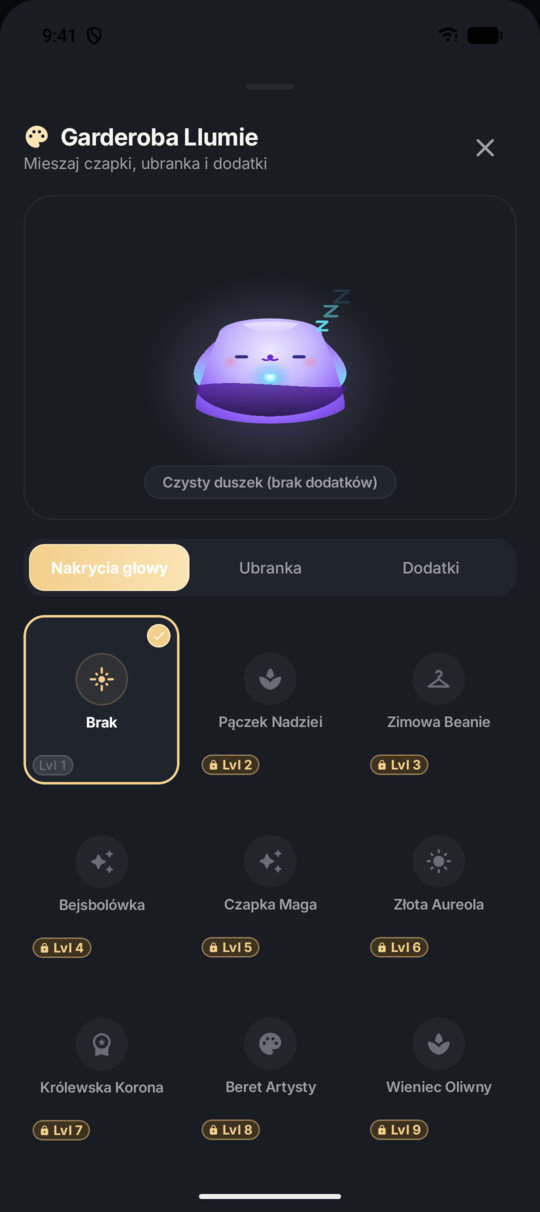 9:41
Garderoba Llumie
Mieszaj czapki, ubranka i dodatki
z z z
Czysty duszek (brak dodatków)
Nakrycia głowy
Ubranka
Dodatki
Brak
Pączek Nadziei
Zimowa Beanie
Lvl 1
Lvl 2
Lvl 3
Bejsbolówka
Czapka Maga
Złota Aureola
Lvl 4
Lvl 5
Lvl 6
Królewska Korona
Beret Artysty
Wieniec Oliwny
Lvl 7
Lvl 8
Lvl 9